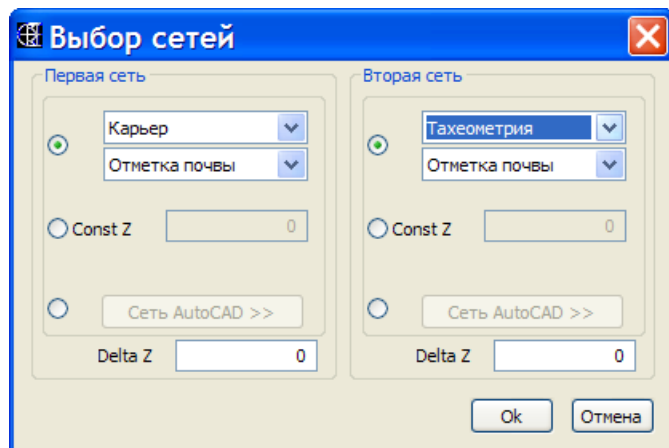 Выбор сетей
Первая сеть
Карьер
Отметка почвы
Const Z 0
Сеть AutoCAD >>
Delta Z 0
Вторая сеть
Тахеометрия
Отметка почвы
Const Z 0
Сеть AutoCAD >>
Delta Z 0
Ok Отмена